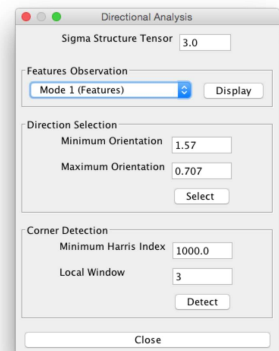 Directional Analysis
Sigma Structure Tensor 3.0
Features Observation
Mode 1 (Features) Display
Direction Selection
Minimum Orientation 1.57
Maximum Orientation 0.707
Select
Corner Detection
Minimum Harris Index 1000.0
Local Window 3
Detect
Close